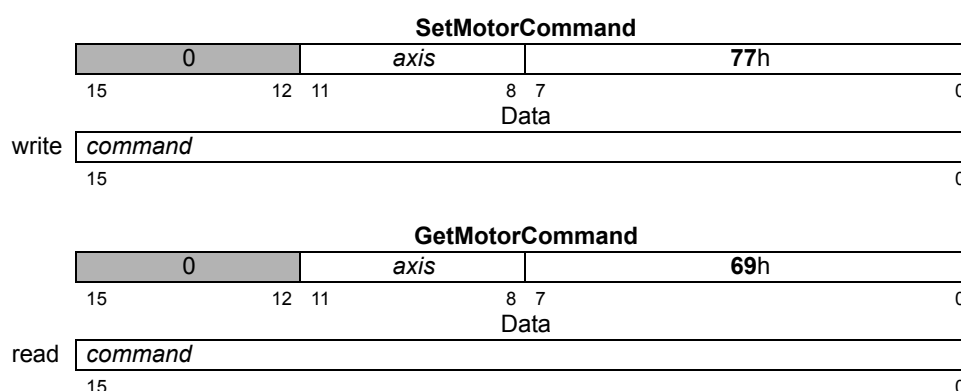 SetMotorCommand
0 axis 77h
15 12 11 8 7 0
Data
write command
15 0
GetMotorCommand
0 axis 69h
15 12 11 8 7 0
Data
read command
15 0